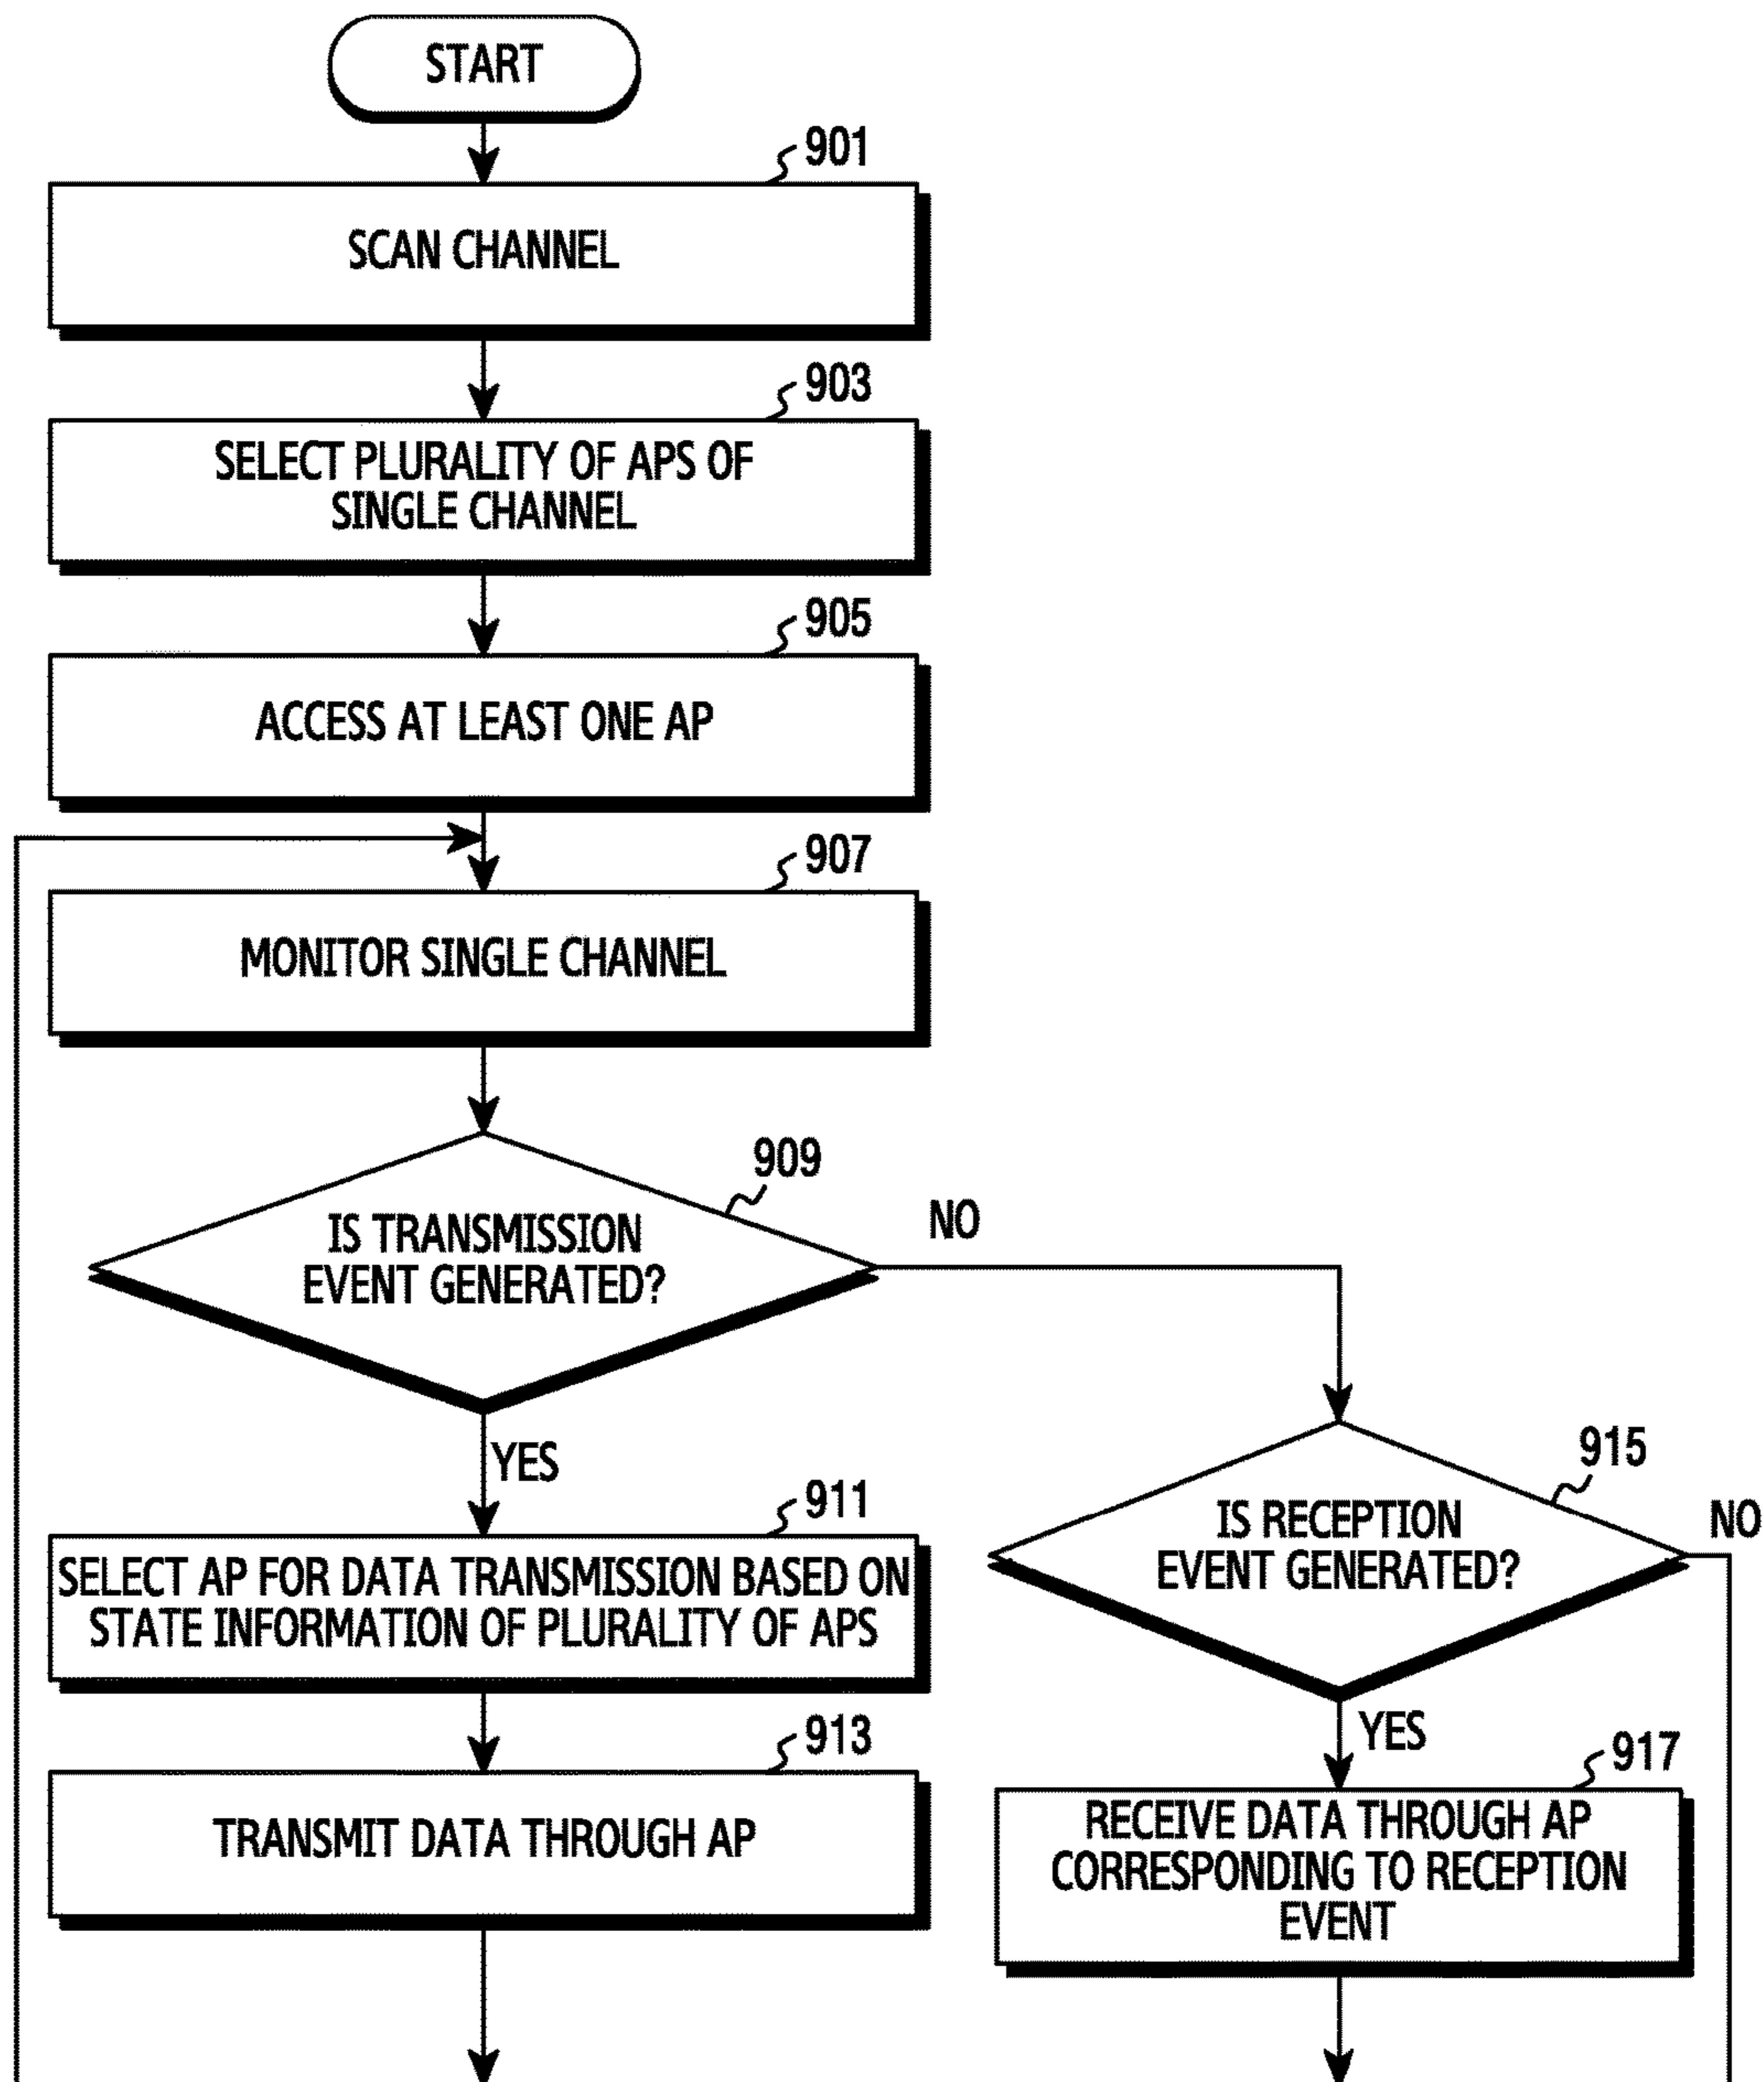 START
901
SCAN CHANNEL
903
SELECT PLURALITY OF APS OF
SINGLE CHANNEL
905
ACCESS AT LEAST ONE AP
907
MONITOR SINGLE CHANNEL
909
IS TRANSMISSION
EVENT GENERATED?
NO
YES
911
SELECT AP FOR DATA TRANSMISSION BASED ON
STATE INFORMATION OF PLURALITY OF APS
913
TRANSMIT DATA THROUGH AP
915
IS RECEPTION
EVENT GENERATED?
NO
YES
917
RECEIVE DATA THROUGH AP
CORRESPONDING TO RECEPTION
EVENT